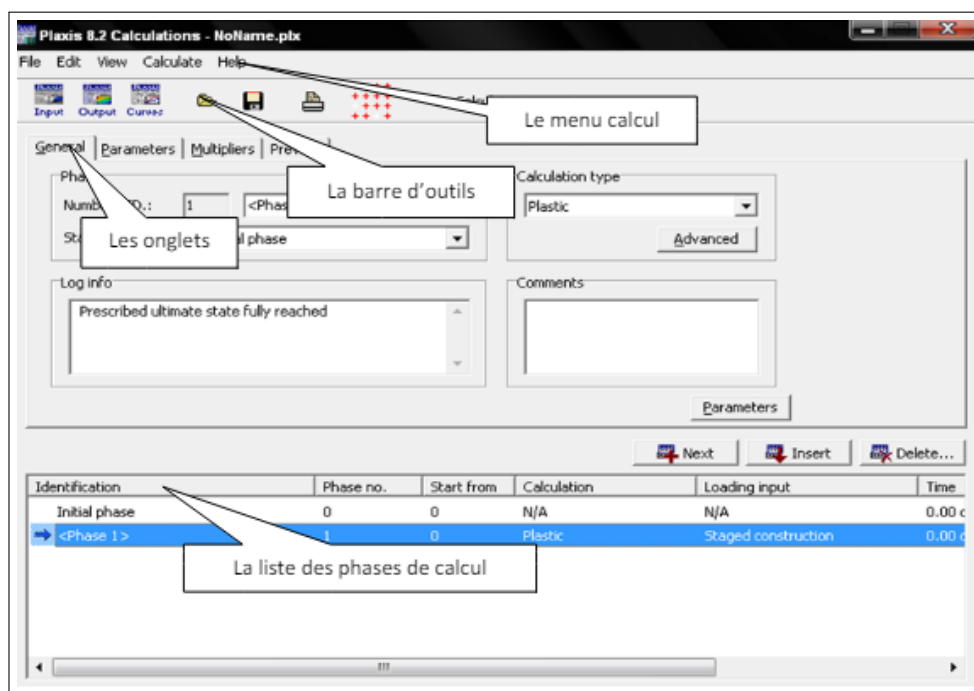 Plaxis 8.2 Calculations - NoName.plx
File Edit View Calculate Help
Input Output Curves
Le menu calcul
General Parameters Multipliers
La barre d'outils
Calculation type
1
Plastic
Les onglets
phase
Advanced
Log info
Comments
Prescribed ultimate state fully reached
Parameters
Next Insert Delete...
Identification Phase no. Start from Calculation Loading input Time
Initial phase 0 0 N/A N/A 0.00
<Phase 1> 1 0 Plastic Staged construction 0.00
La liste des phases de calcul